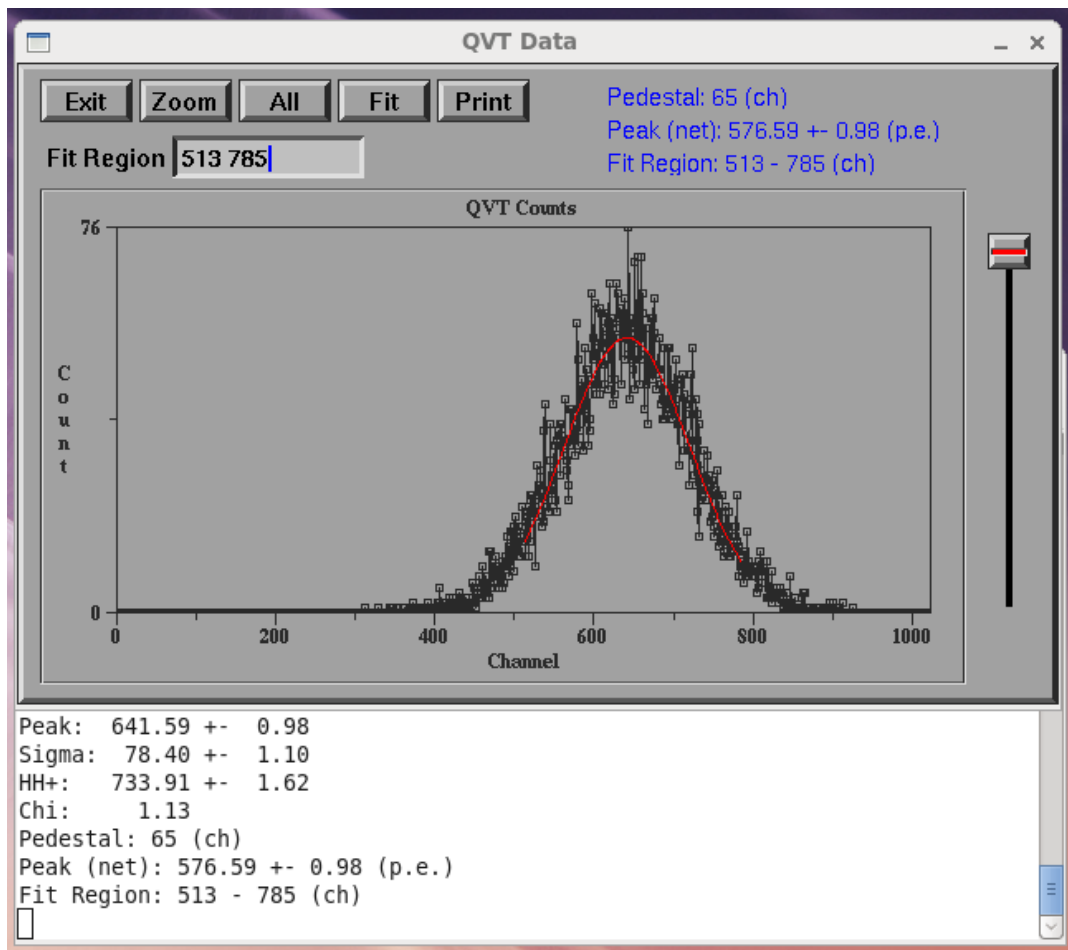 QVT Data
Exit Zoom All Fit Print
Pedestal: 65 (ch)
Peak (net): 576.59 +- 0.98 (p.e.)
Fit Region: 513 - 785 (ch)
Fit Region 513 785
QVT Counts
76
Count
0
0 200 400 600 800 1000
Channel
Peak: 641.59 +- 0.98
Sigma: 78.40 +- 1.10
HH+: 733.91 +- 1.62
Chi: 1.13
Pedestal: 65 (ch)
Peak (net): 576.59 +- 0.98 (p.e.)
Fit Region: 513 - 785 (ch)